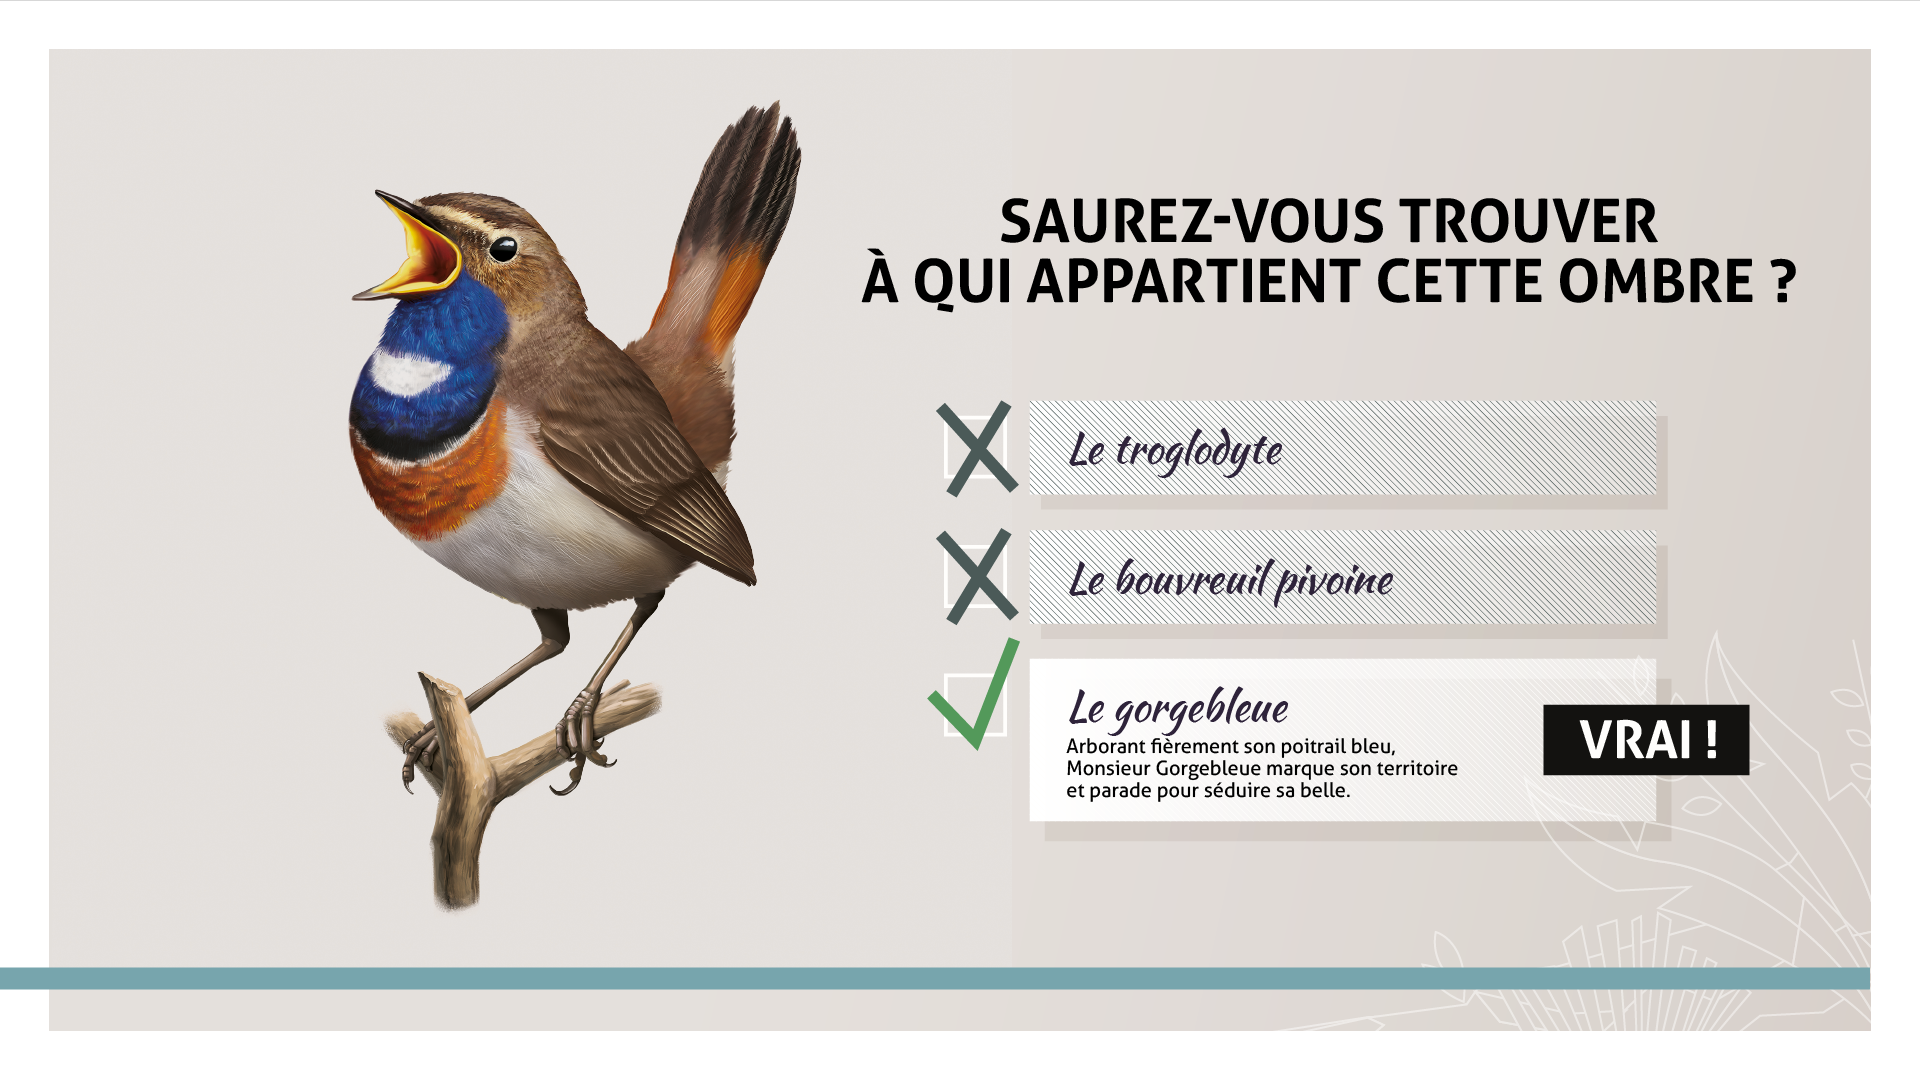 SAUREZ-VOUS TROUVER
À QUI APPARTIENT CETTE OMBRE ?
Le troglodyte
Le bouvreuil pivoine
Le gorgebleue
Arborant fièrement son poitrail bleu,
Monsieur Gorgebleue marque son territoire
et parade pour séduire sa belle.
VRAI !